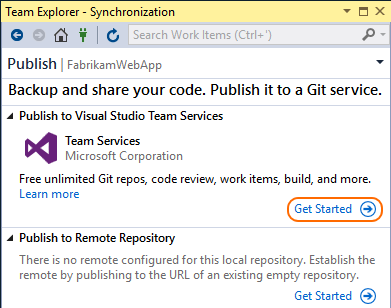 Team Explorer - Synchronization
Search Work Items (Ctrl+')
Publish | FabrikamWebApp
Backup and share your code. Publish it to a Git service.
Publish to Visual Studio Team Services
Team Services
Microsoft Corporation
Free unlimited Git repos, code review, work items, build, and more.
Learn more
Get Started
Publish to Remote Repository
There is no remote configured for this local repository. Establish the
remote by publishing to the URL of an existing empty repository.
Get Started